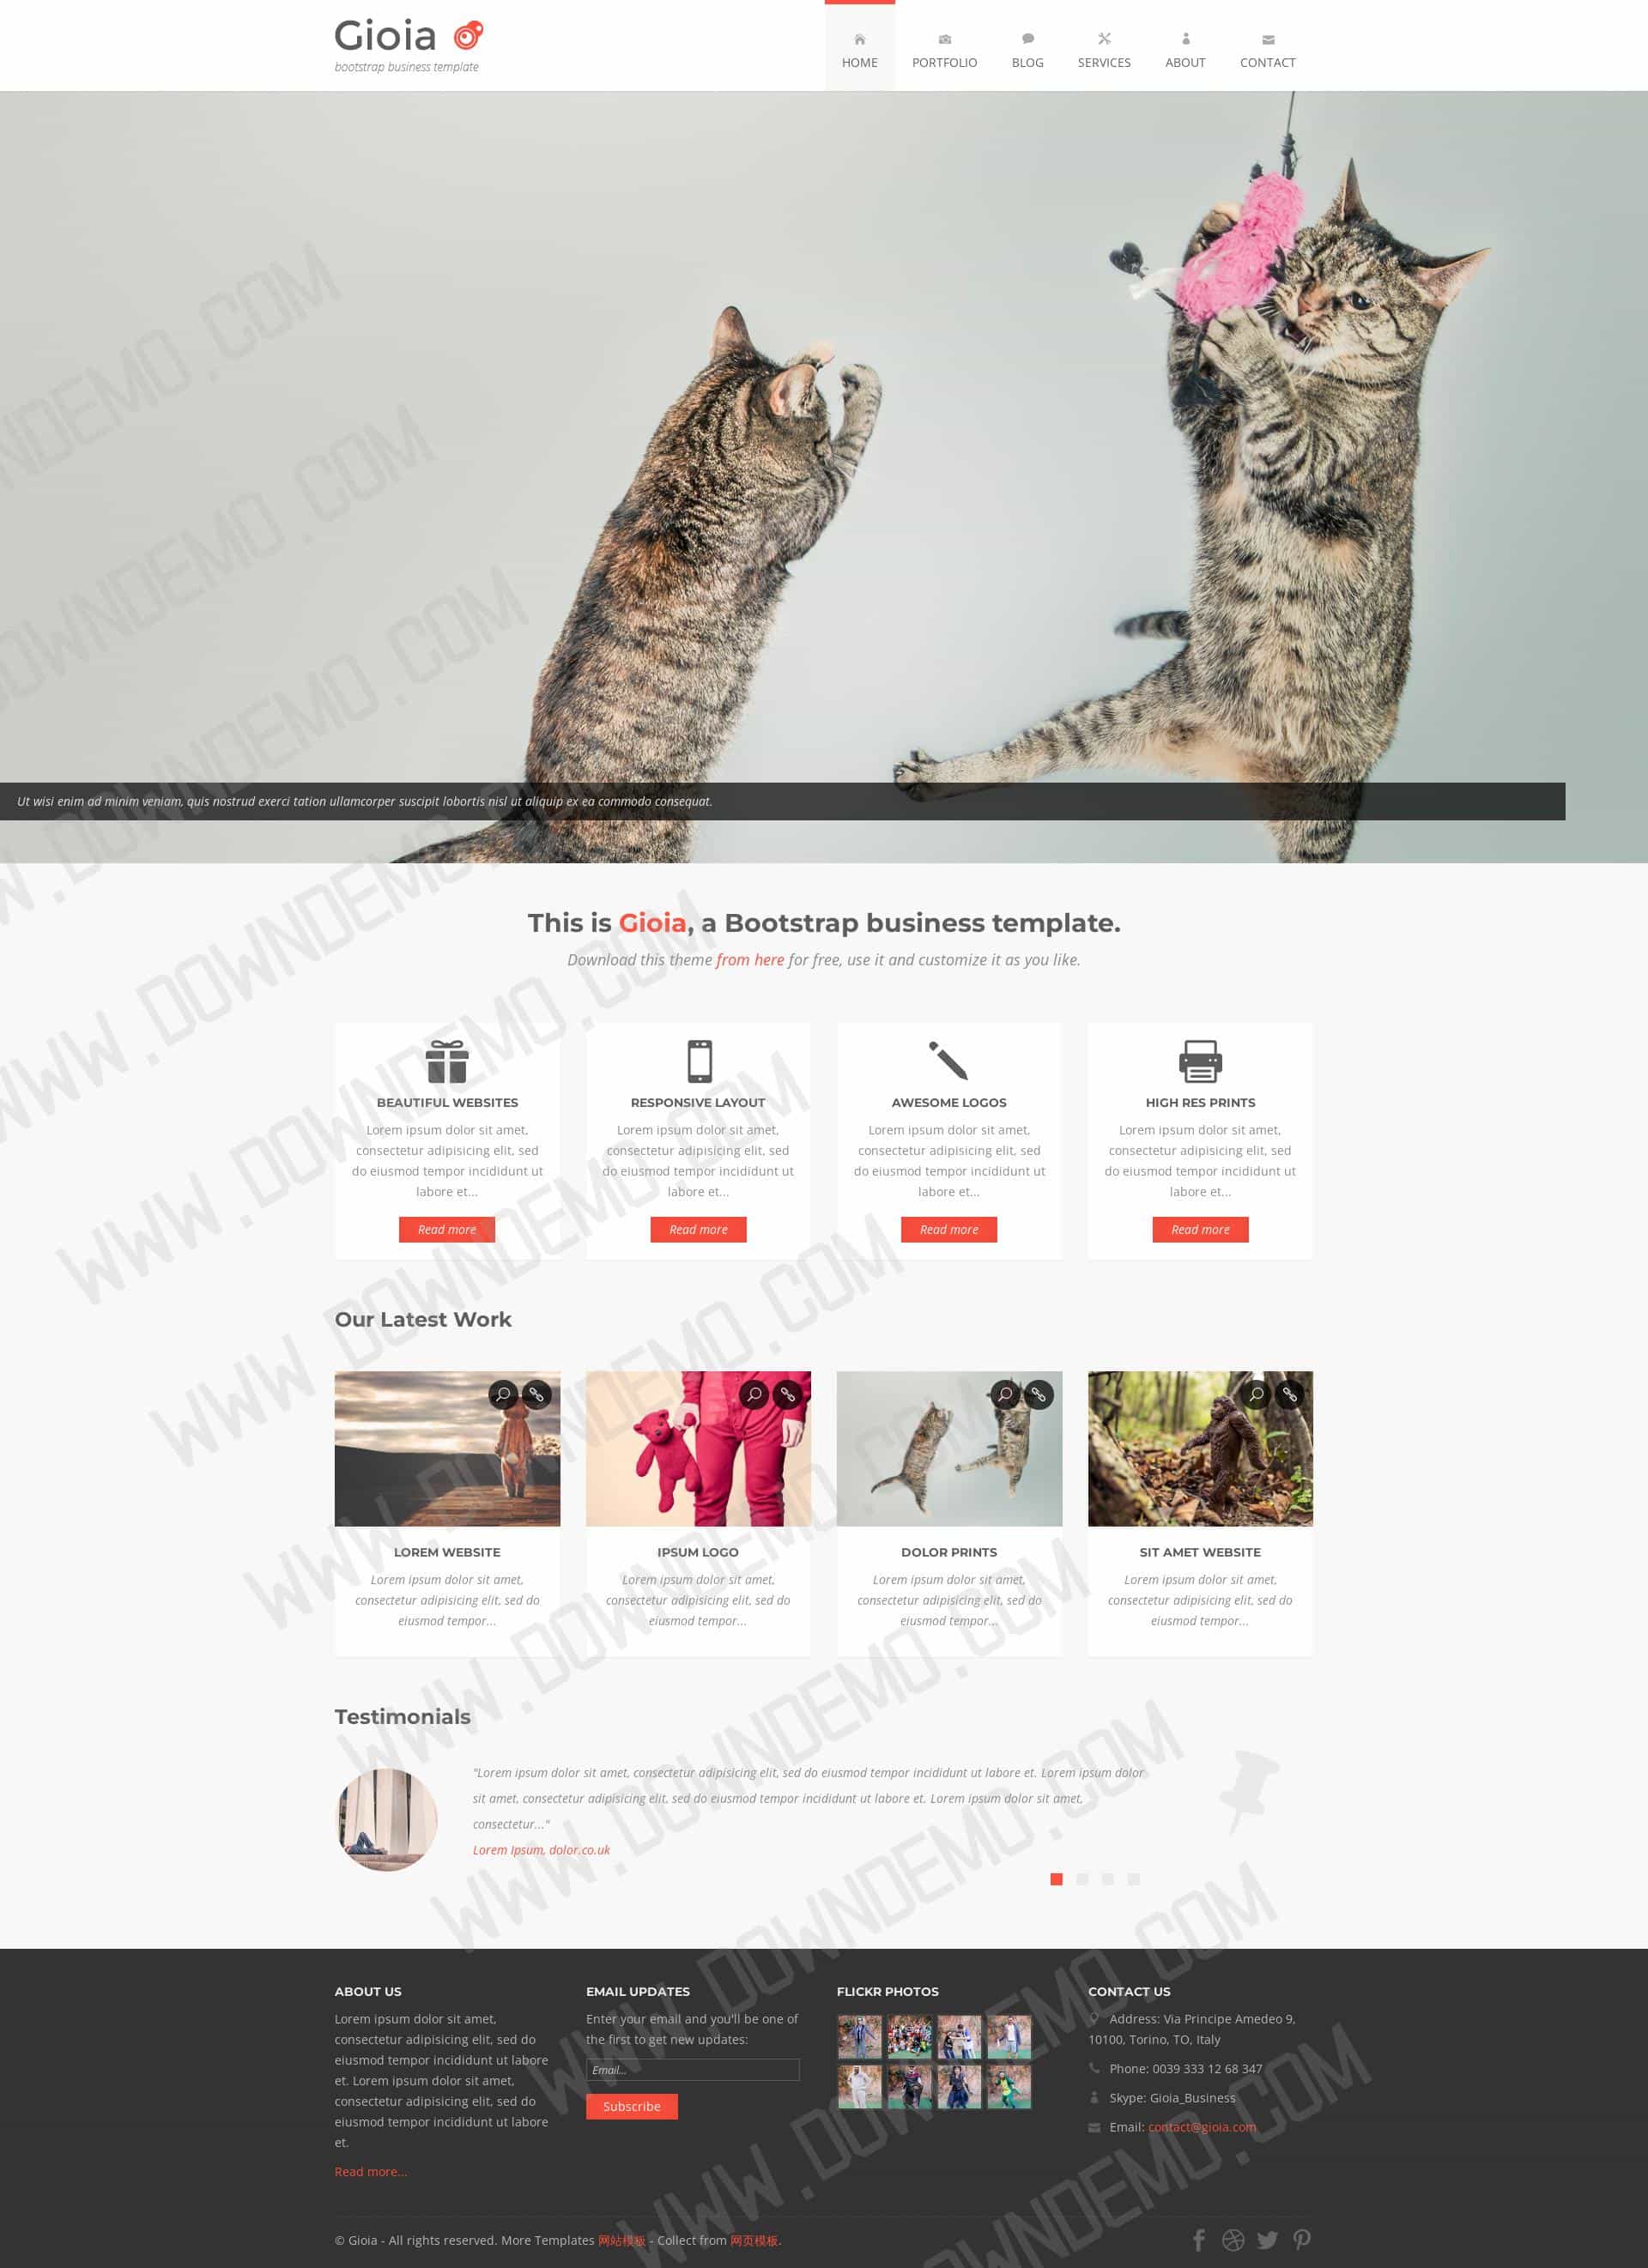 Gioia
bootstrap business template
HOME
PORTFOLIO
BLOG
SERVICES
ABOUT
CONTACT
Ut wisi enim ad minim veniam, quis nostrud exerci tation ullamcorper suscipit lobortis nisl ut aliquip ex ea commodo consequat.
This is Gioia, a Bootstrap business template.
Download this theme from here for free, use it and customize it as you like.
BEAUTIFUL WEBSITES
Lorem ipsum dolor sit amet,
consectetur adipisicing elit, sed
do eiusmod tempor incididunt ut
labore et...
Read more
RESPONSIVE LAYOUT
Lorem ipsum dolor sit amet,
consectetur adipisicing elit, sed
do eiusmod tempor incididunt ut
labore et...
Read more
AWESOME LOGOS
Lorem ipsum dolor sit amet,
consectetur adipisicing elit, sed
do eiusmod tempor incididunt ut
labore et...
Read more
HIGH RES PRINTS
Lorem ipsum dolor sit amet,
consectetur adipisicing elit, sed
do eiusmod tempor incididunt ut
labore et...
Read more
Our Latest Work
LOREM WEBSITE
Lorem ipsum dolor sit amet,
consectetur adipisicing elit, sed do
eiusmod tempor...
IPSUM LOGO
Lorem ipsum dolor sit amet,
consectetur adipisicing elit, sed do
eiusmod tempor...
DOLOR PRINTS
Lorem ipsum dolor sit amet,
consectetur adipisicing elit, sed do
eiusmod tempor...
SIT AMET WEBSITE
Lorem ipsum dolor sit amet,
consectetur adipisicing elit, sed do
eiusmod tempor...
Testimonials
"Lorem ipsum dolor sit amet, consectetur adipisicing elit, sed do eiusmod tempor incididunt ut labore et. Lorem ipsum dolor
sit amet, consectetur adipisicing elit, sed do eiusmod tempor incididunt ut labore et. Lorem ipsum dolor sit amet,
consectetur..."
Lorem Ipsum, dolor.co.uk
ABOUT US
Lorem ipsum dolor sit amet,
consectetur adipisicing elit, sed do
eiusmod tempor incididunt ut labore
et. Lorem ipsum dolor sit amet,
consectetur adipisicing elit, sed do
eiusmod tempor incididunt ut labore
et.
Read more...
EMAIL UPDATES
Enter your email and you'll be one of
the first to get new updates:
Email...
Subscribe
FLICKR PHOTOS
CONTACT US
Address: Via Principe Amedeo 9,
10100, Torino, TO, Italy
Phone: 0039 333 12 68 347
Skype: Gioia_Business
Email: contact@gioia.com
© Gioia - All rights reserved. More Templates 网站模板 - Collect from 网页模板.
WWW.DOWNDEMO.COM